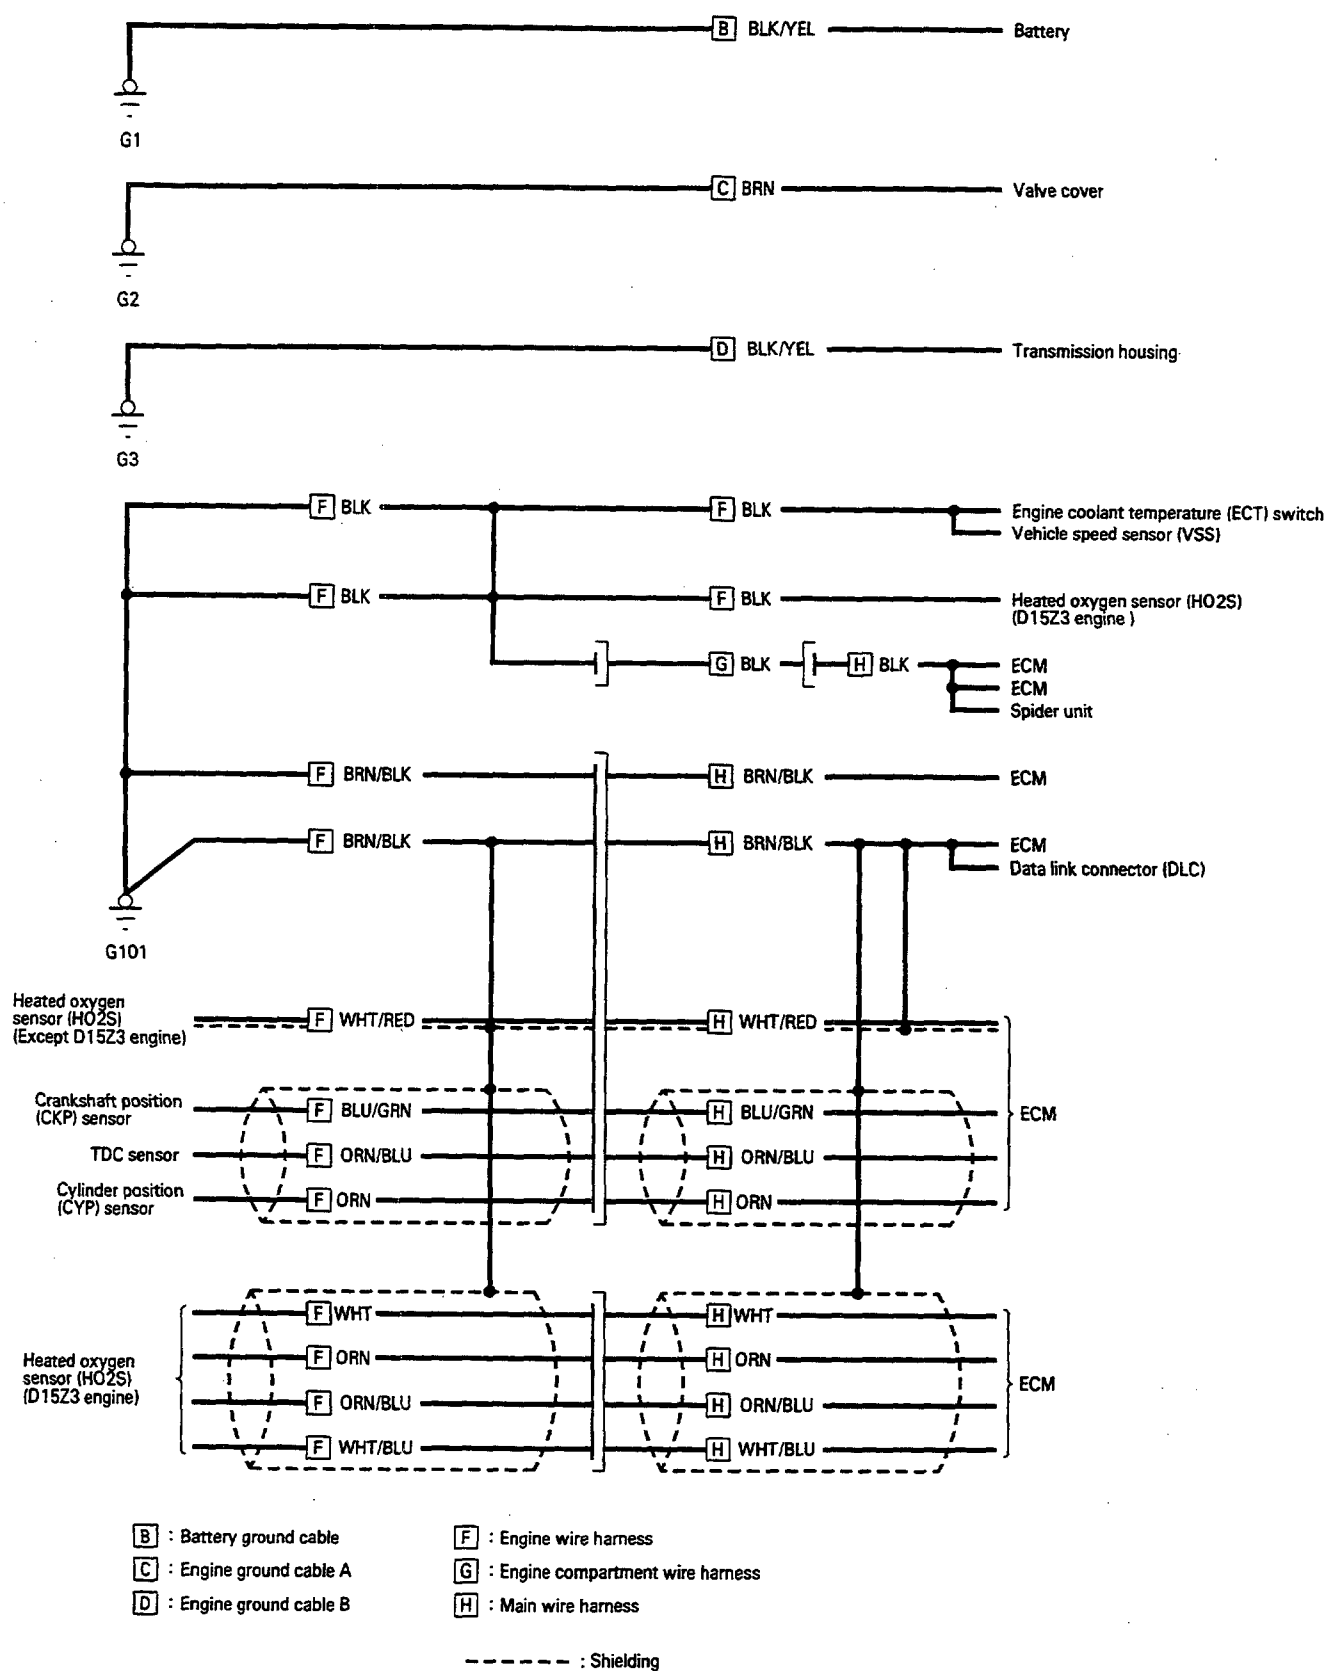 B BLK/YEL Battery
G1
C BRN Valve cover
G2
D BLK/YEL Transmission housing
G3
F BLK F BLK Engine coolant temperature (ECT) switch
Vehicle speed sensor (VSS)
F BLK F BLK Heated oxygen sensor (HO2S)
(D15Z3 engine )
G BLK H BLK ECM
ECM
Spider unit
F BRN/BLK H BRN/BLK ECM
F BRN/BLK H BRN/BLK ECM
Data link connector (DLC)
G101
Heated oxygen
sensor (HO2S)
(Except D15Z3 engine)
F WHT/RED H WHT/RED
Crankshaft position
(CKP) sensor
F BLU/GRN H BLU/GRN ECM
TDC sensor F ORN/BLU H ORN/BLU
Cylinder position
(CYP) sensor
F ORN H ORN
F WHT H WHT
Heated oxygen
sensor (HO2S)
(D15Z3 engine)
F ORN H ORN
ECM
F ORN/BLU H ORN/BLU
F WHT/BLU H WHT/BLU
B : Battery ground cable
C : Engine ground cable A
D : Engine ground cable B
F : Engine wire harness
G : Engine compartment wire harness
H : Main wire harness
: Shielding